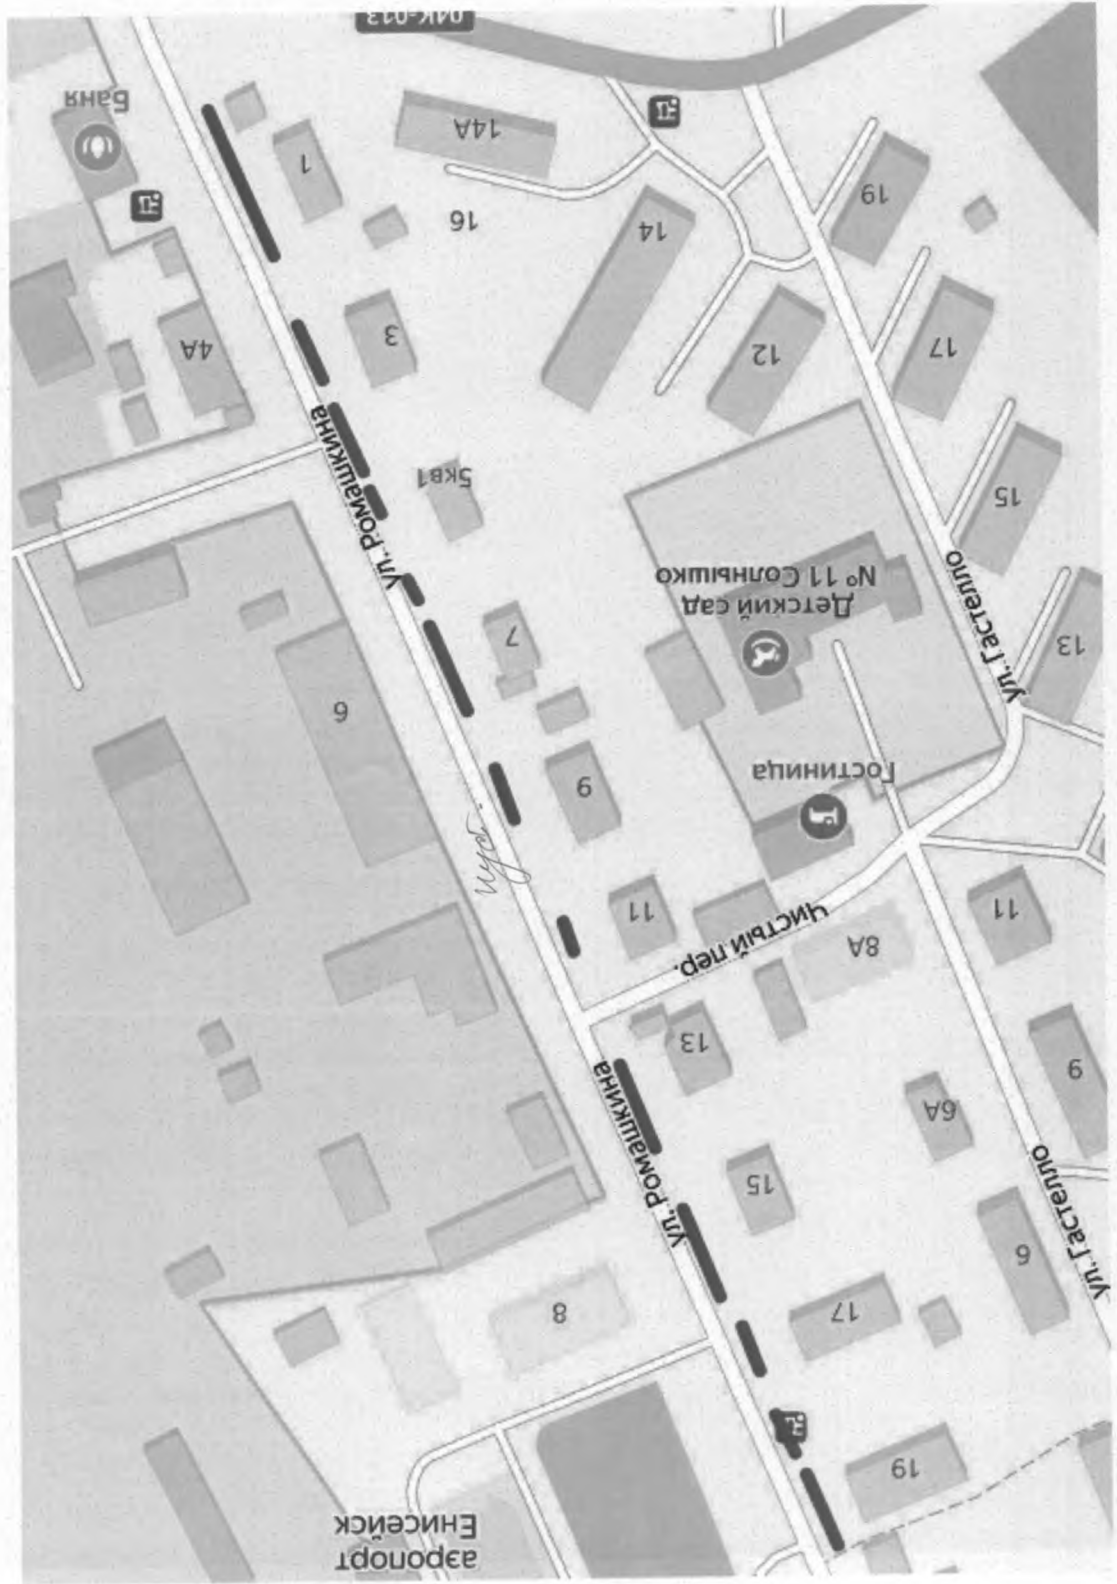 аэропорт
Енисейск
19
17
8
6
ул. Гастелло
15
ул. Ромашкина
6А
9
13
8А
Чистый пер.
11
11
Гостиница
9
6
13
Детский сад
№ 11 Солнышко
7
ул. Гастелло
15
5кв1
ул. Ромашкина
17
12
3
4А
14
16
19
1
14А
Баня
04К-013